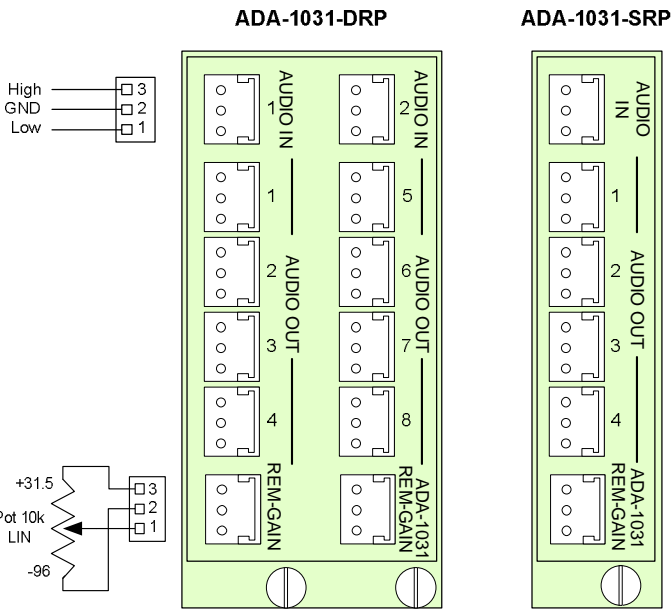 ADA-1031-DRP
ADA-1031-SRP
High
GND
Low
3
2
1
1
AUDIO IN
2
AUDIO IN
1
2
3
4
AUDIO OUT
5
6
7
8
AUDIO OUT
REM-GAIN
ADA-1031
REM-GAIN
AUDIO
IN
1
2
3
4
AUDIO OUT
ADA-1031
REM-GAIN
+31.5
Pot 10k
LIN
-96
3
2
1